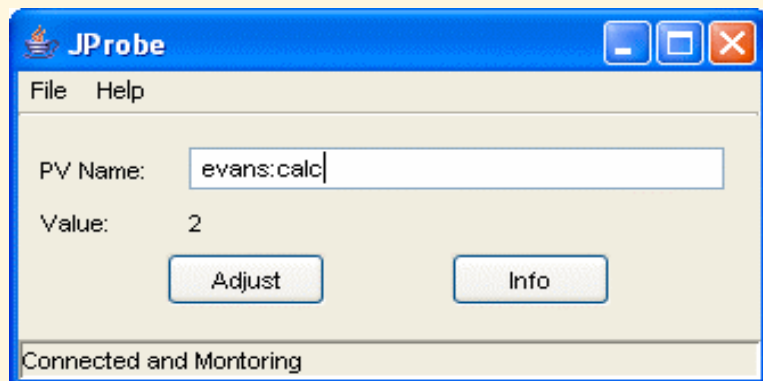 JProbe
File Help
PV Name: evans:calc
Value: 2
Adjust Info
Connected and Montoring